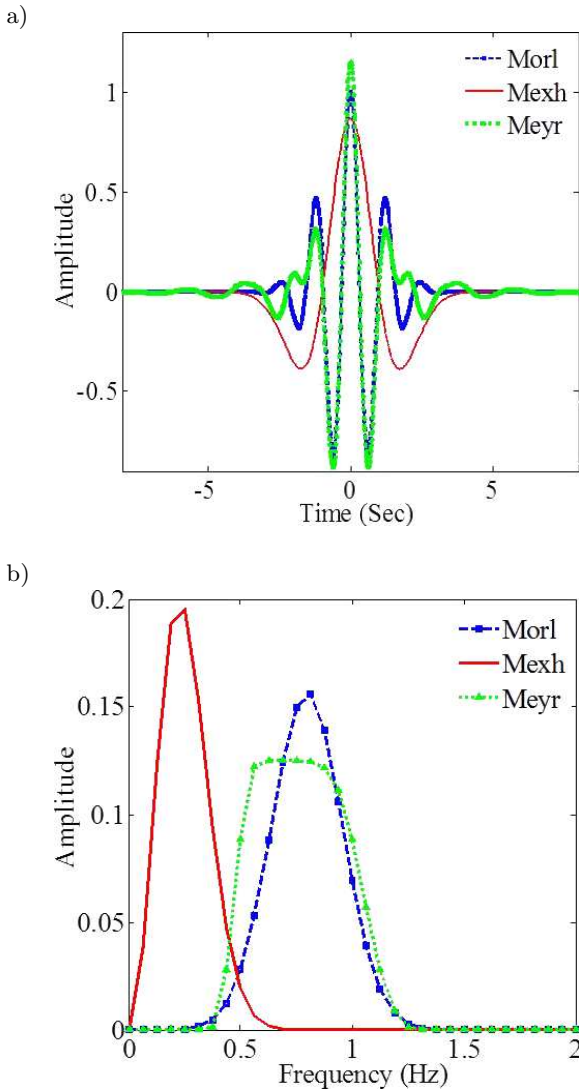 a)
Morl
Mexh
Meyr
1
0.5
0
-0.5
Amplitude
-5
0
5
Time (Sec)
b)
Morl
Mexh
Meyr
0.2
0.15
0.1
0.05
0
Amplitude
0
0.5
1
1.5
2
Frequency (Hz)